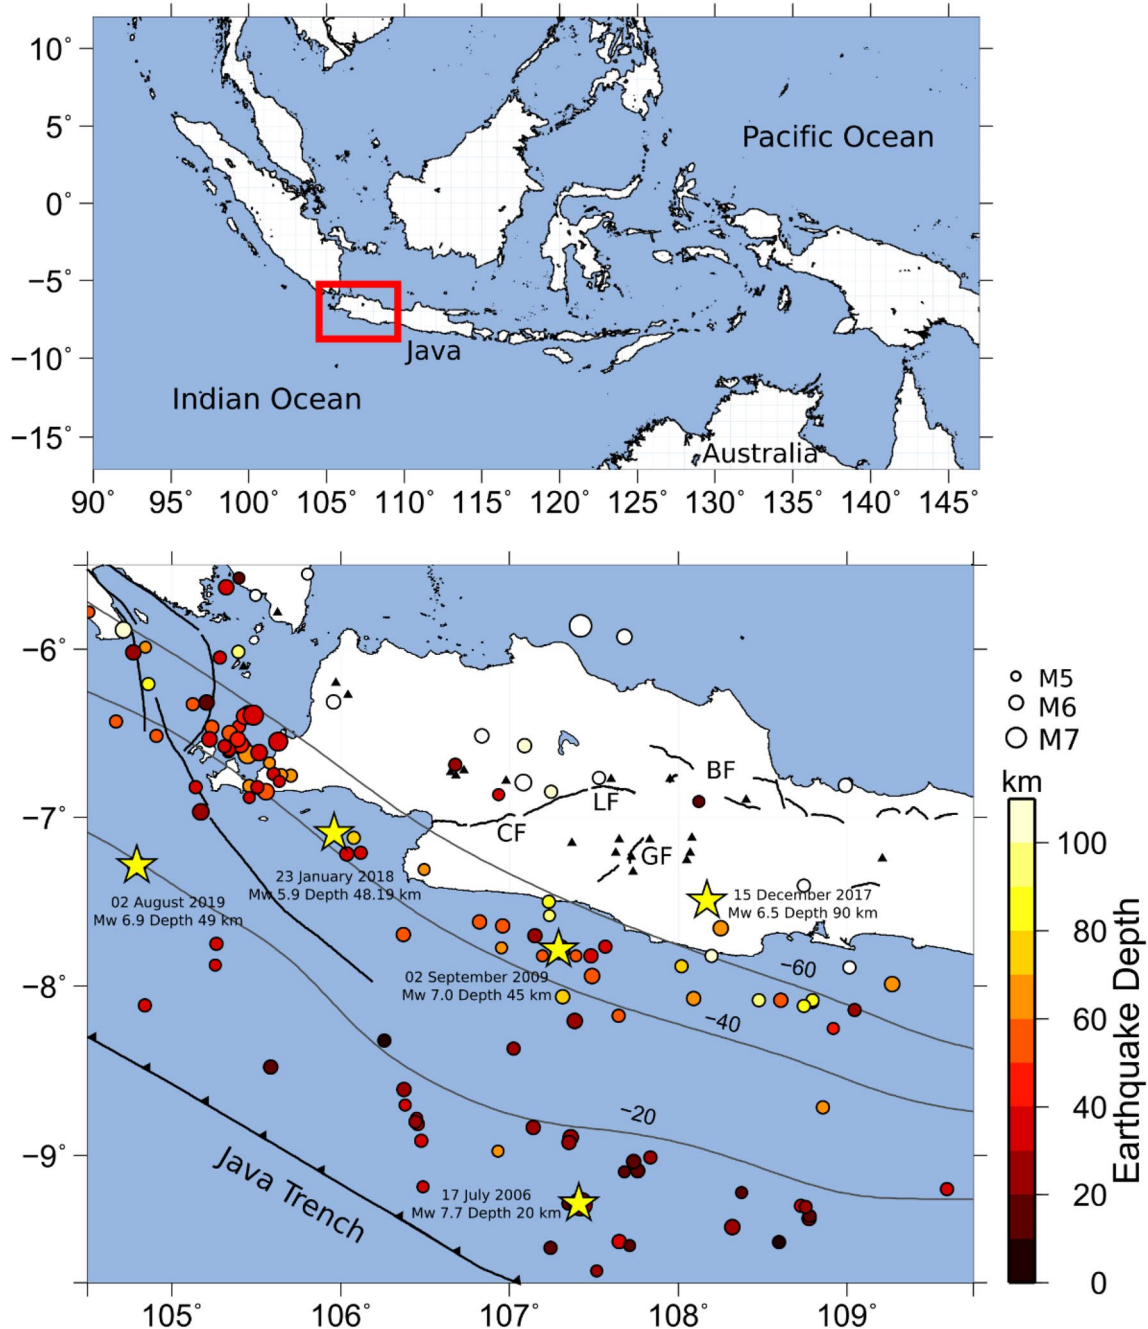 10°
5°
0°
−5°
−10°
−15°
Pacific Ocean
Java
Indian Ocean
Australia
90°
95°
100°
105°
110°
115°
120°
125°
130°
135°
140°
145°
−6°
−7°
−8°
−9°
BF
LF
CF
GF
23 January 2018
Mw 5.9 Depth 48.19 km
02 August 2019
Mw 6.9 Depth 49 km
15 December 2017
Mw 6.5 Depth 90 km
02 September 2009
Mw 7.0 Depth 45 km
−60
−40
−20
17 July 2006
Mw 7.7 Depth 20 km
Java Trench
105°
106°
107°
108°
109°
M5
M6
M7
km
100
80
60
40
20
0
Earthquake Depth